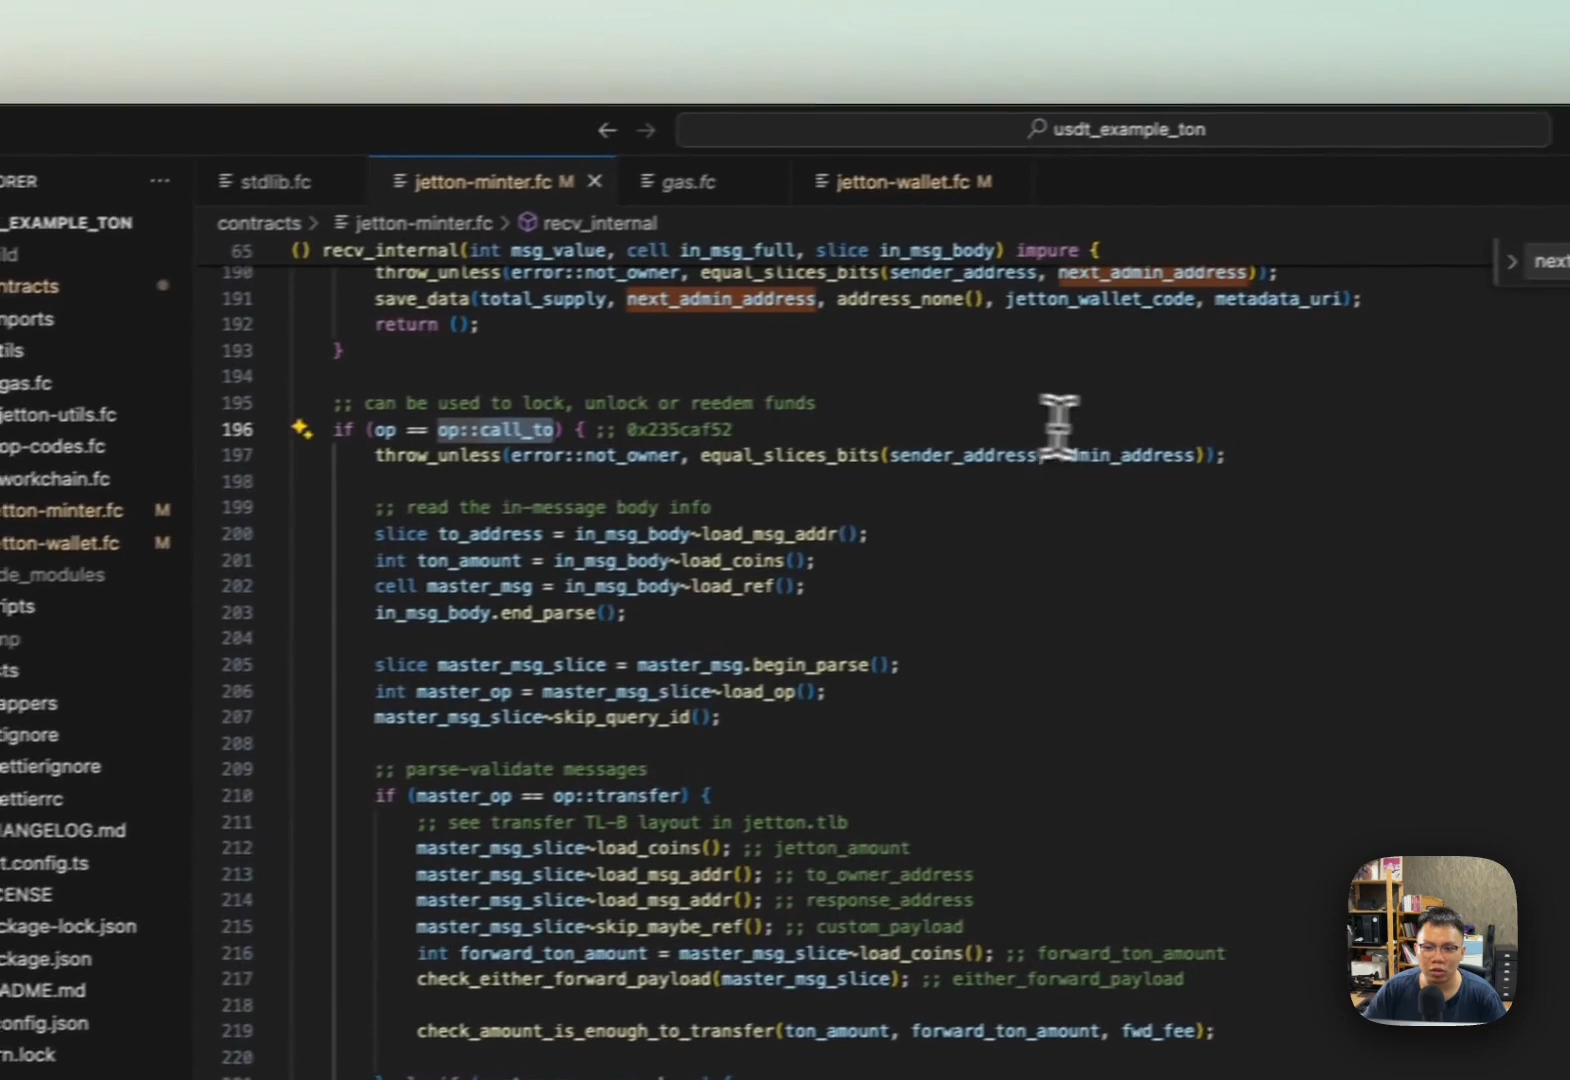 usdt_example_ton
ORER ...
stdlib.fc
jetton-minter.fc M
gas.fc
jetton-wallet.fc M
_EXAMPLE_TON
contracts > jetton-minter.fc > recv_internal
65 () recv_internal(int msg_value, cell in_msg_full, slice in_msg_body) impure {
next
190 throw_unless(error::not_owner, equal_slices_bits(sender_address, next_admin_address));
191 save_data(total_supply, next_admin_address, address_none(), jetton_wallet_code, metadata_uri);
192 return ();
193 }
194
195 ;; can be used to lock, unlock or reedem funds
196 if (op == op::call_to) { ;; 0x235caf52
197 throw_unless(error::not_owner, equal_slices_bits(sender_address, dmin_address));
198
199 ;; read the in-message body info
200 slice to_address = in_msg_body~load_msg_addr();
201 int ton_amount = in_msg_body~load_coins();
202 cell master_msg = in_msg_body~load_ref();
203 in_msg_body.end_parse();
204
205 slice master_msg_slice = master_msg.begin_parse();
206 int master_op = master_msg_slice~load_op();
207 master_msg_slice~skip_query_id();
208
209 ;; parse-validate messages
210 if (master_op == op::transfer) {
211 ;; see transfer TL-B layout in jetton.tlb
212 master_msg_slice~load_coins(); ;; jetton_amount
213 master_msg_slice~load_msg_addr(); ;; to_owner_address
214 master_msg_slice~load_msg_addr(); ;; response_address
215 master_msg_slice~skip_maybe_ref(); ;; custom_payload
216 int forward_ton_amount = master_msg_slice~load_coins(); ;; forward_ton_amount
217 check_either_forward_payload(master_msg_slice); ;; either_forward_payload
218
219 check_amount_is_enough_to_transfer(ton_amount, forward_ton_amount, fwd_fee);
220
ild
ntracts
mports
tils
gas.fc
jetton-utils.fc
op-codes.fc
workchain.fc
tton-minter.fc M
tton-wallet.fc M
de_modules
ripts
mp
sts
appers
tignore
ettierignore
ettierrc
HANGELOG.md
t.config.ts
CENSE
ckage-lock.json
ckage.json
ADME.md
config.json
rn.lock